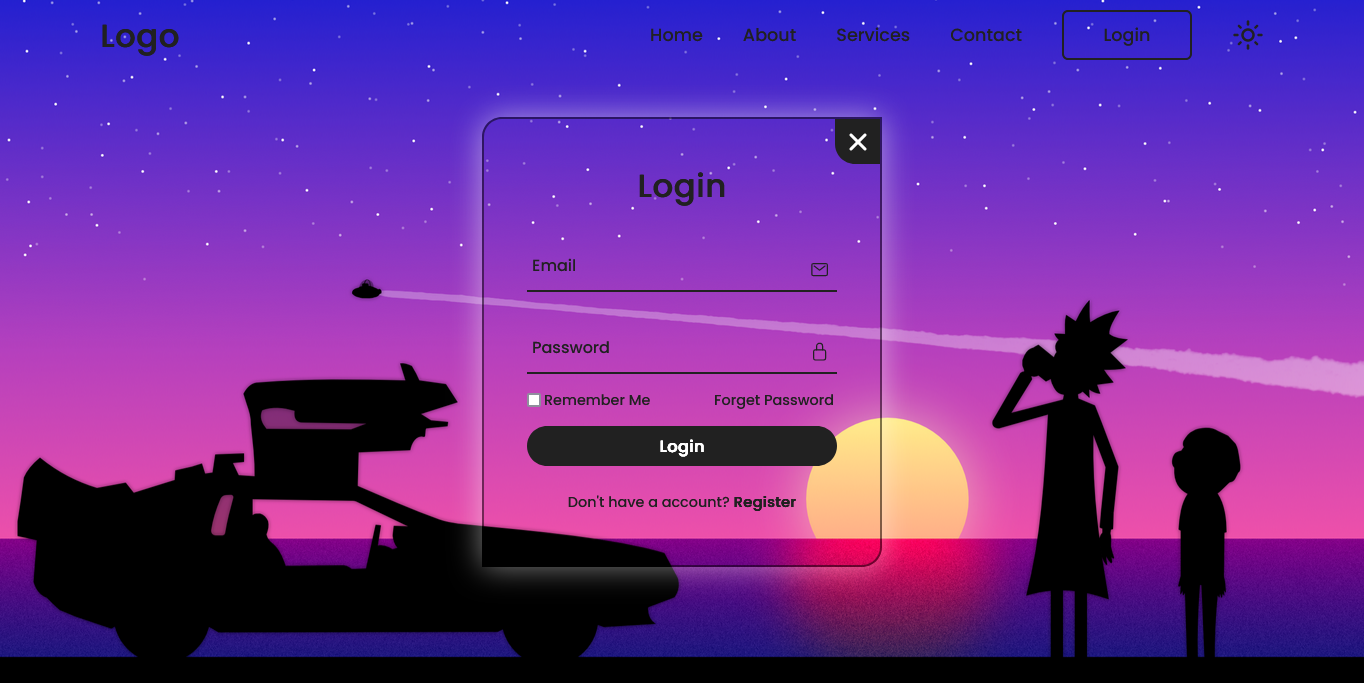 Logo
Home About Services Contact Login
Login
Email
Password
Remember Me Forget Password
Login
Don't have a account? Register